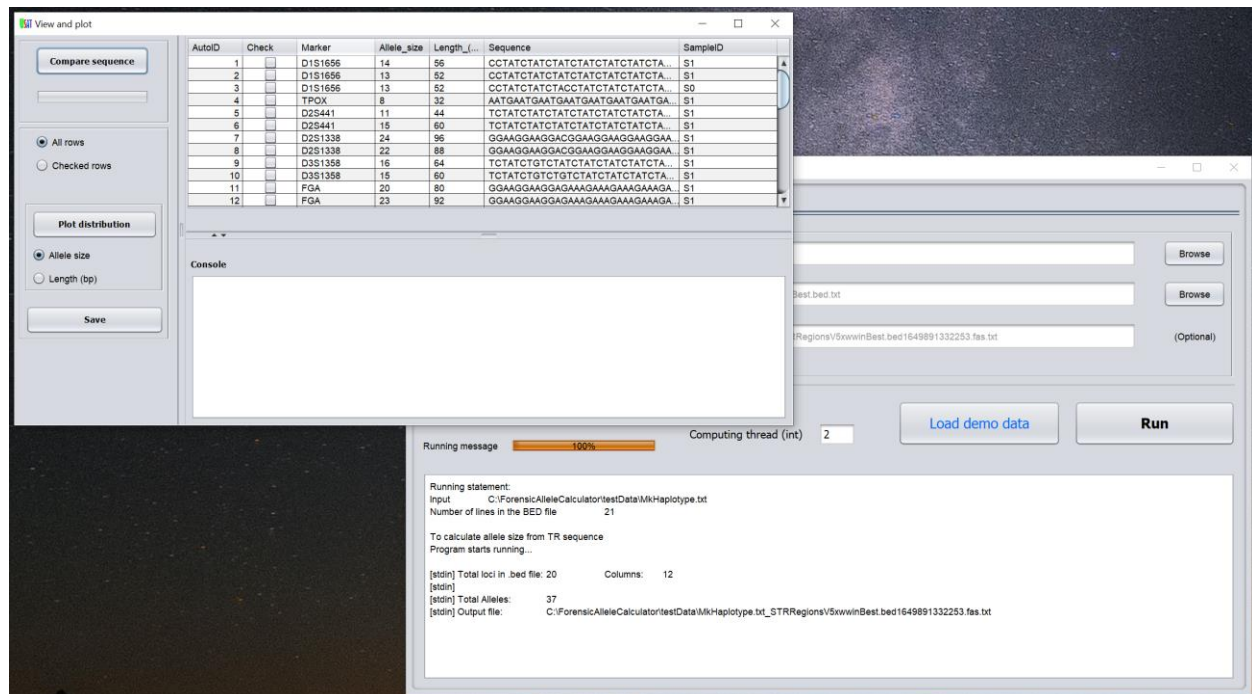 View and plot
Compare sequence
All rows
Checked rows
Plot distribution
Allele size
Length (bp)
Save
AutoID Check Marker Allele_size Length_(... Sequence SampleID
1 D1S1656 14 56 CCTATCTATCTATCTATCTATCTATCTA... S1
2 D1S1656 13 52 CCTATCTATCTATCTATCTATCTATCTA... S1
3 D1S1656 13 52 CCTATCTATCTACCTATCTATCTATCTA... S0
4 TPOX 8 32 AATGAATGAATGAATGAATGAATGAATGA... S1
5 D2S441 11 44 TCTATCTATCTATCTATCTATCTATCTA... S1
6 D2S441 15 60 TCTATCTATCTATCTATCTATCTATCTA... S1
7 D2S1338 24 96 GGAAGGAAGGACGGAAGGAAGGAAGGAA... S1
8 D2S1338 22 88 GGAAGGAAGGACGGAAGGAAGGAAGGAA... S1
9 D3S1358 16 64 TCTATCTGTCTATCTATCTATCTATCTA... S1
10 D3S1358 15 60 TCTATCTGTCTGTCTATCTATCTATCTA... S1
11 FGA 20 80 GGAAGGAAGGAGAAAGAAAGAAAGAAAGA... S1
12 FGA 23 92 GGAAGGAAGGAGAAAGAAAGAAAGAAAGA... S1
Console
Browse
Best.bed.txt
Browse
tRegionsV5xwwinBest.bed1649891332253.fas.txt
(Optional)
Running message
100%
Computing thread (int) 2
Load demo data
Run
Running statement:
Input C:\ForensicAlleleCalculator\testData\MkHaplotype.txt
Number of lines in the BED file 21
To calculate allele size from TR sequence
Program starts running...
[stdin] Total loci in .bed file: 20 Columns: 12
[stdin]
[stdin] Total Alleles: 37
[stdin] Output file: C:\ForensicAlleleCalculator\testData\MkHaplotype.txt_STRRegionsV5xwwinBest.bed1649891332253.fas.txt